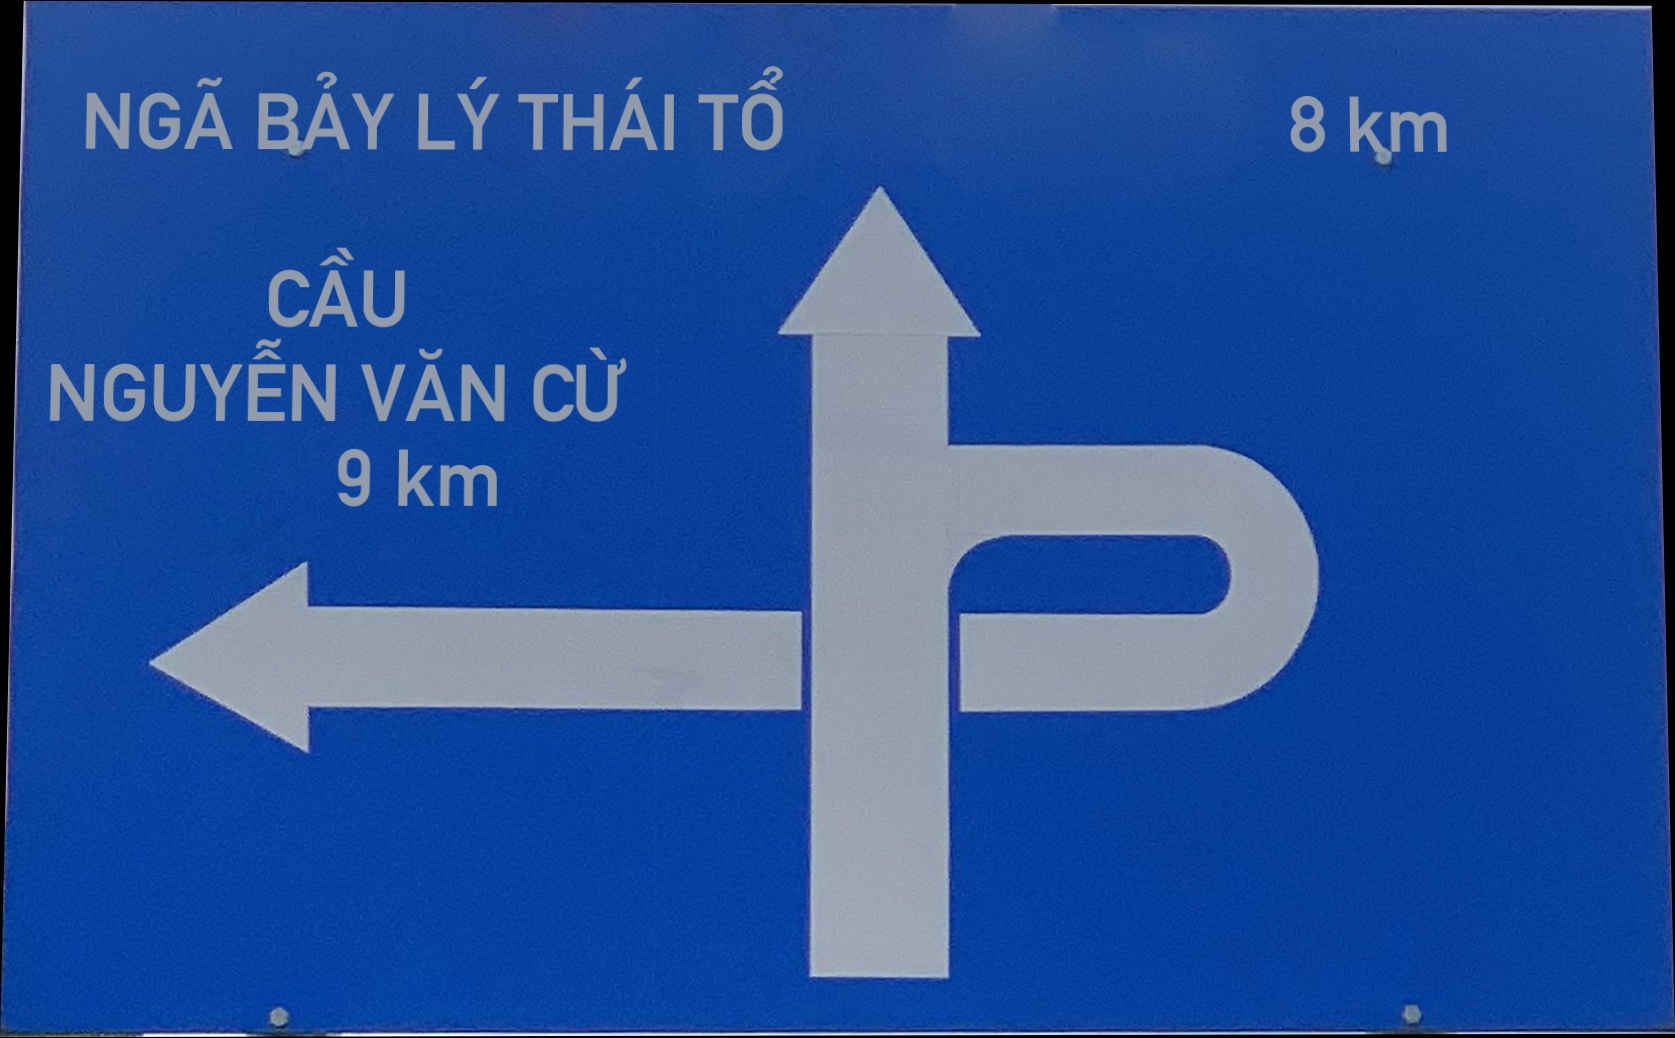 NGÃ BẢY LÝ THÁI TỔ 8 km
CẦU
NGUYỄN VĂN CỪ
9 km